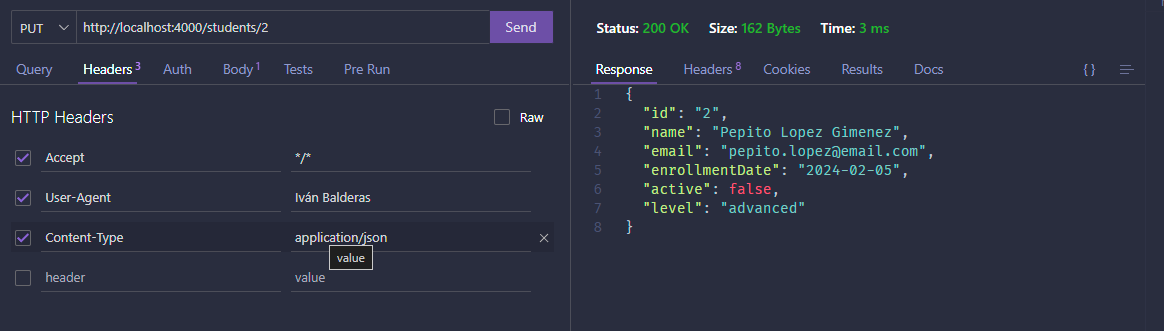 PUT http://localhost:4000/students/2 Send
Query Headers 3 Auth Body 1 Tests Pre Run
HTTP Headers Raw
Accept */*
User-Agent Iván Balderas
Content-Type application/json
value
header value
Status: 200 OK Size: 162 Bytes Time: 3 ms
Response Headers 8 Cookies Results Docs { }
1 {
2 "id": "2",
3 "name": "Pepito Lopez Gimenez",
4 "email": "pepito.lopez@email.com",
5 "enrollmentDate": "2024-02-05",
6 "active": false,
7 "level": "advanced"
8 }